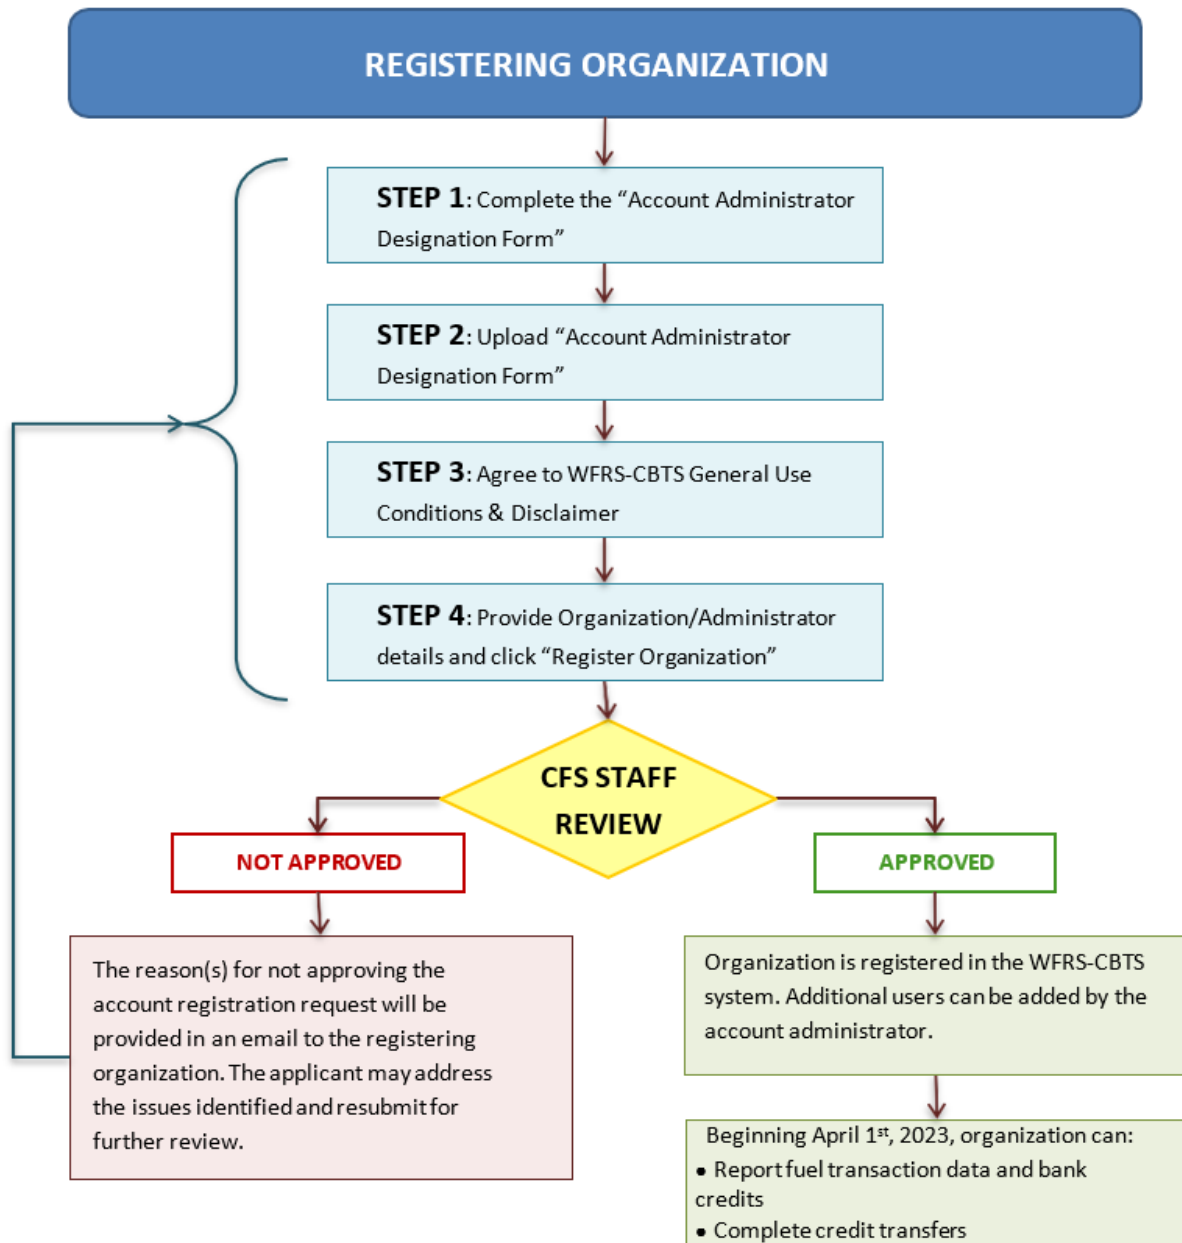 REGISTERING ORGANIZATION
STEP 1: Complete the “Account Administrator
Designation Form”
STEP 2: Upload “Account Administrator
Designation Form”
STEP 3: Agree to WFRS-CBTS General Use
Conditions & Disclaimer
STEP 4: Provide Organization/Administrator
details and click “Register Organization”
CFS STAFF
REVIEW
NOT APPROVED
APPROVED
The reason(s) for not approving the
account registration request will be
provided in an email to the registering
organization. The applicant may address
the issues identified and resubmit for
further review.
Organization is registered in the WFRS-CBTS
system. Additional users can be added by the
account administrator.
Beginning April 1st, 2023, organization can:
• Report fuel transaction data and bank
credits
• Complete credit transfers